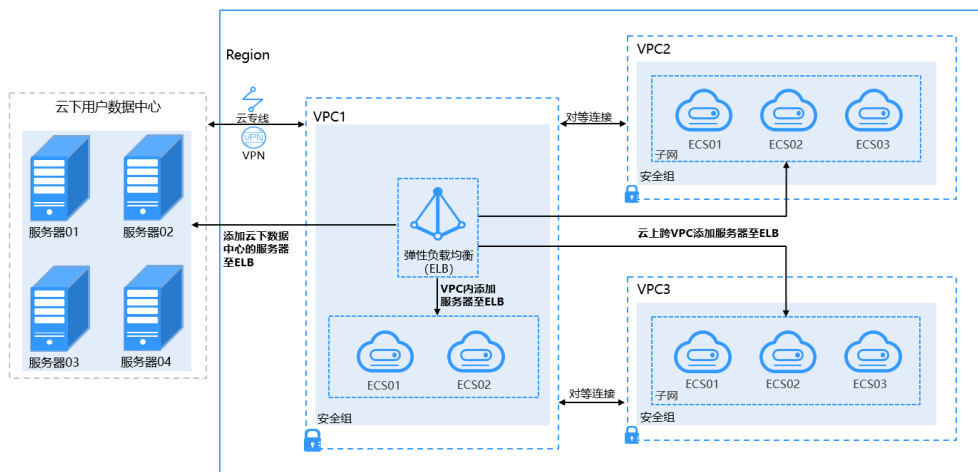 Region
云下用户数据中心
服务器01
服务器02
服务器03
服务器04
云专线
VPN
VPN
添加云下数据
中心的服务器
至ELB
VPC1
弹性负载均衡
(ELB)
VPC内添加
服务器至ELB
ECS01
ECS02
安全组
对等连接
对等连接
云上跨VPC添加服务器至ELB
VPC2
ECS01
ECS02
ECS03
子网
安全组
VPC3
ECS01
ECS02
ECS03
子网
安全组